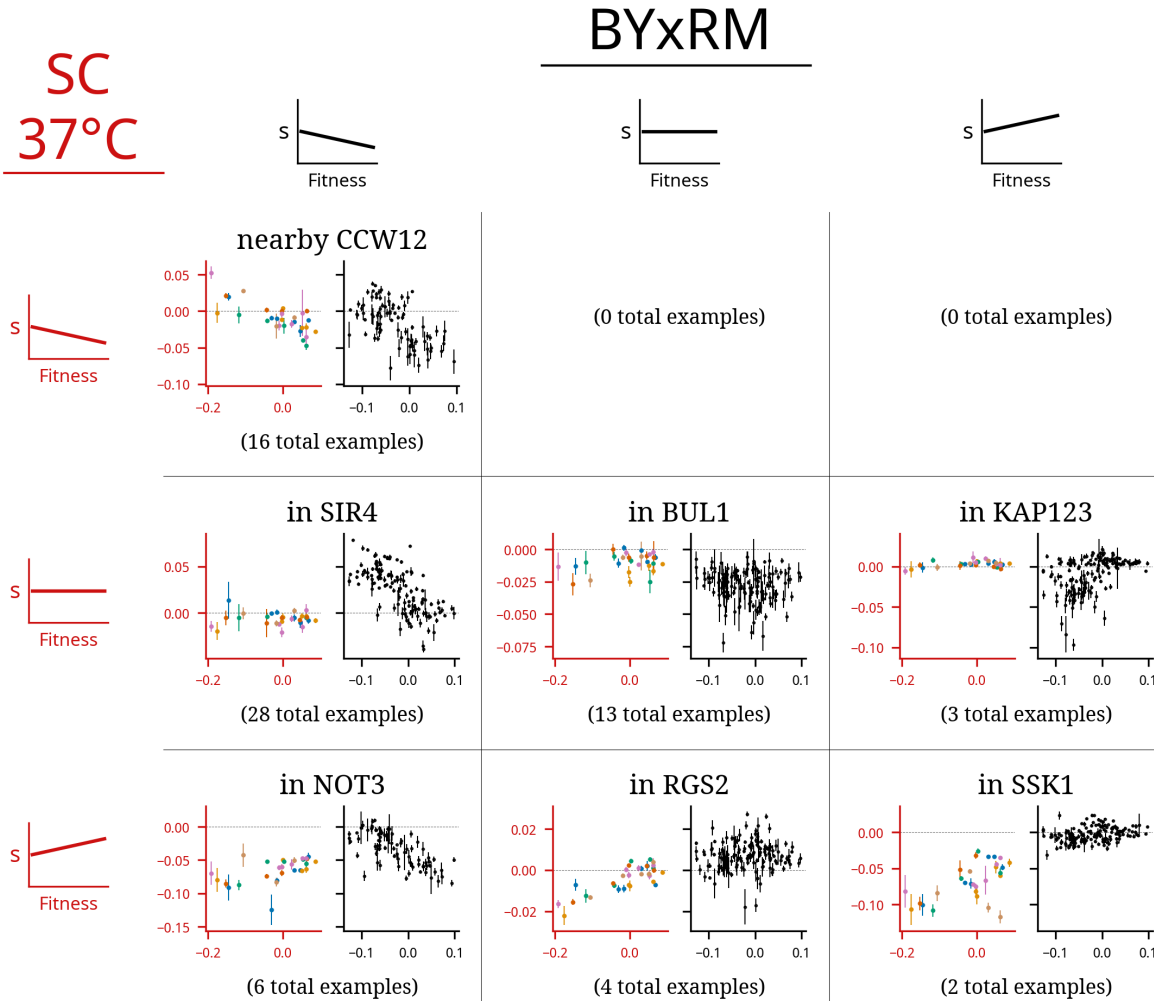 BYxRM
SC
37°C
s
Fitness
s
Fitness
s
Fitness
nearby CCW12
s
Fitness
0.05
0.00
−0.05
−0.10
−0.2
0.0
−0.1
0.0
0.1
(16 total examples)
(0 total examples)
(0 total examples)
in SIR4
in BUL1
in KAP123
s
Fitness
0.05
0.00
−0.2
0.0
−0.1
0.0
0.1
(28 total examples)
0.000
−0.025
−0.050
−0.075
−0.2
0.0
−0.1
0.0
0.1
(13 total examples)
0.00
−0.05
−0.10
−0.2
0.0
−0.1
0.0
0.1
(3 total examples)
in NOT3
in RGS2
in SSK1
s
Fitness
0.00
−0.05
−0.10
−0.15
−0.2
0.0
−0.1
0.0
0.1
(6 total examples)
0.02
0.00
−0.02
−0.2
0.0
−0.1
0.0
0.1
(4 total examples)
0.00
−0.05
−0.10
−0.2
0.0
−0.1
0.0
0.1
(2 total examples)